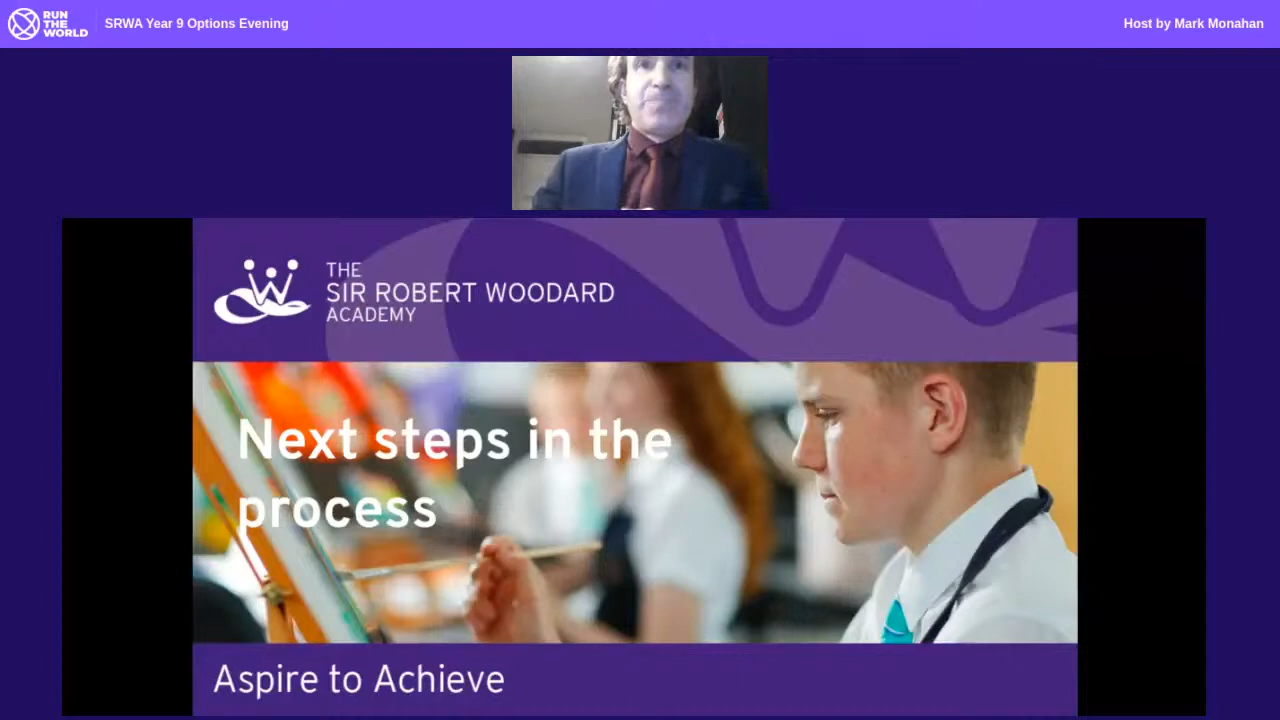 RUN
THE
WORLD
SRWA Year 9 Options Evening
Host by Mark Monahan
THE
SIR ROBERT WOODARD
ACADEMY
Next steps in the
process
Aspire to Achieve